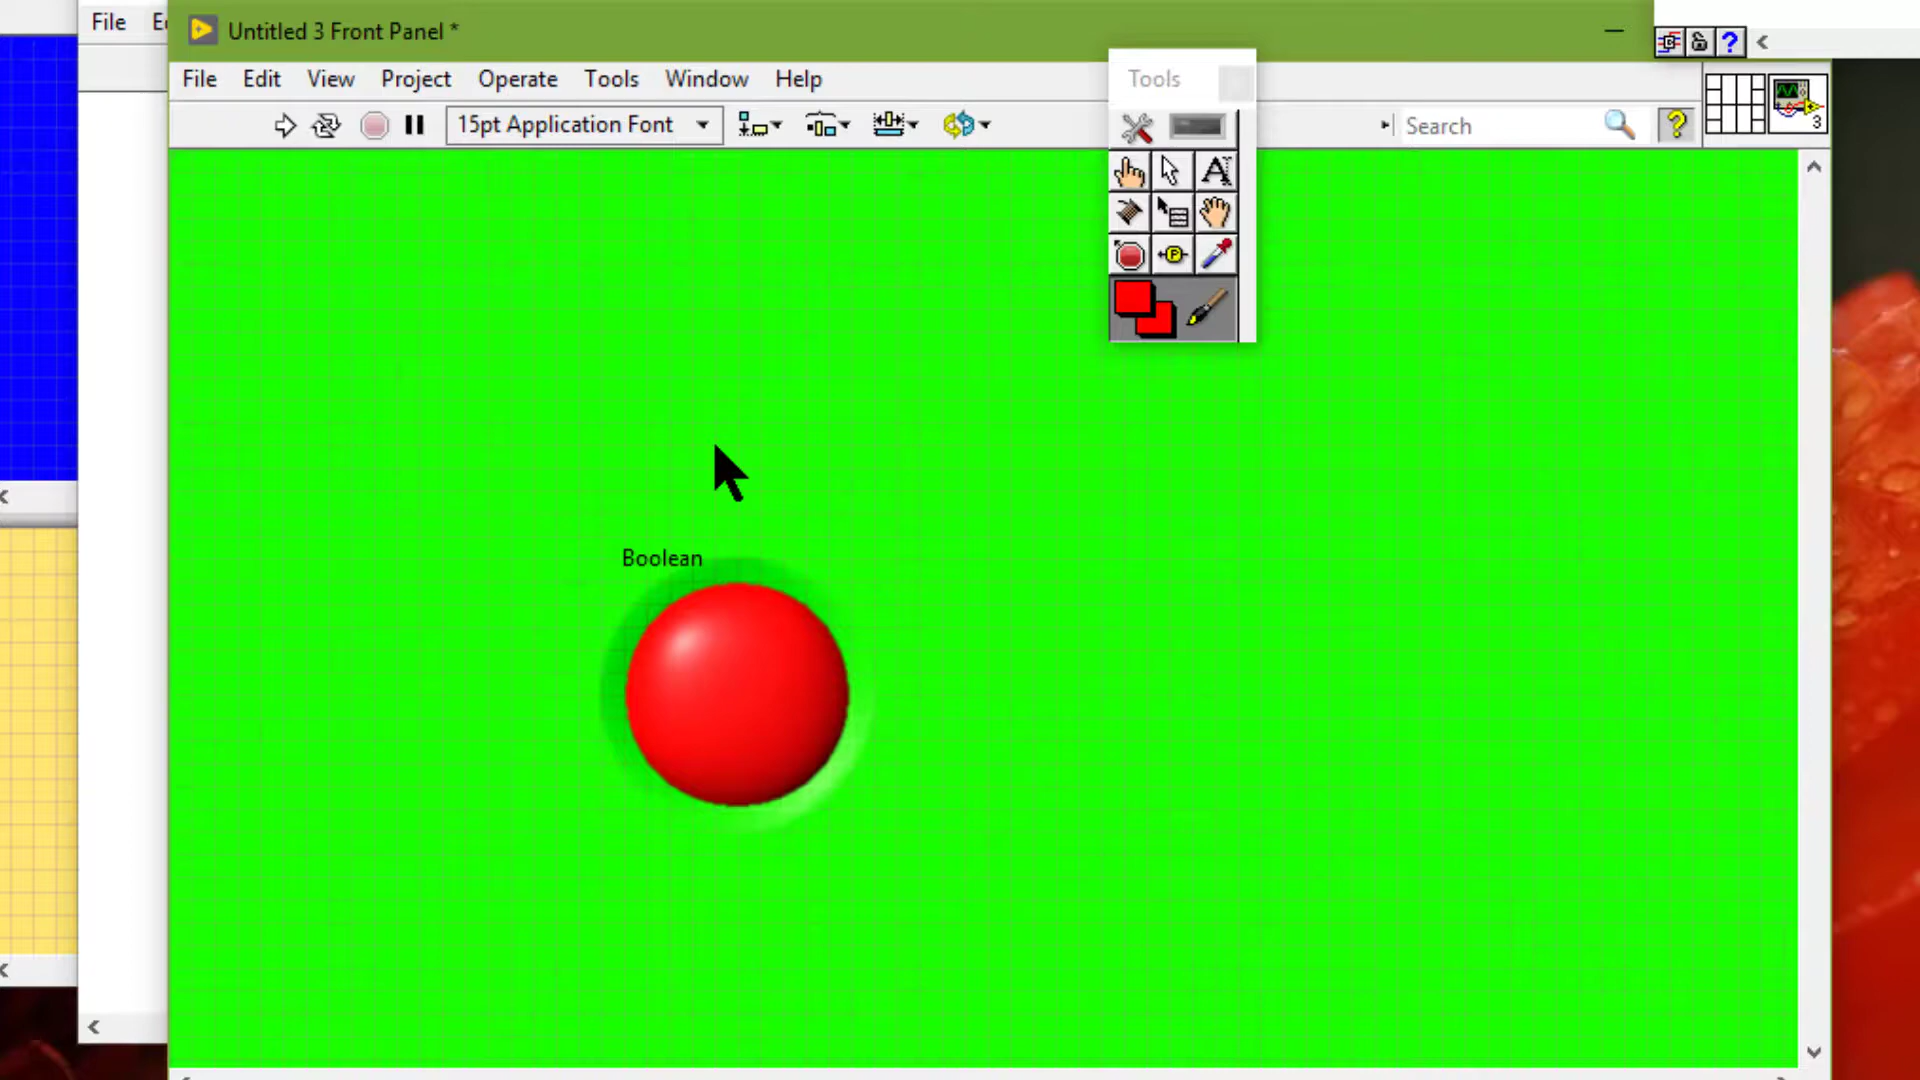 File
Untitled 3 Front Panel *
File Edit View Project Operate Tools Window Help
Tools
15pt Application Font
Search
3
Boolean